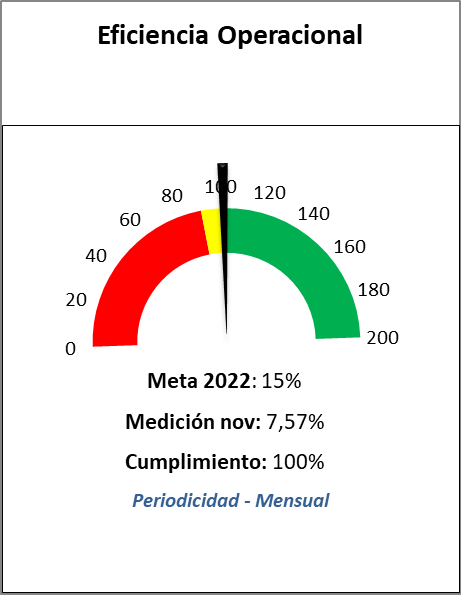 Eficiencia Operacional
0
20
40
60
80
100
120
140
160
180
200
Meta 2022: 15%
Medición nov: 7,57%
Cumplimiento: 100%
Periodicidad - Mensual